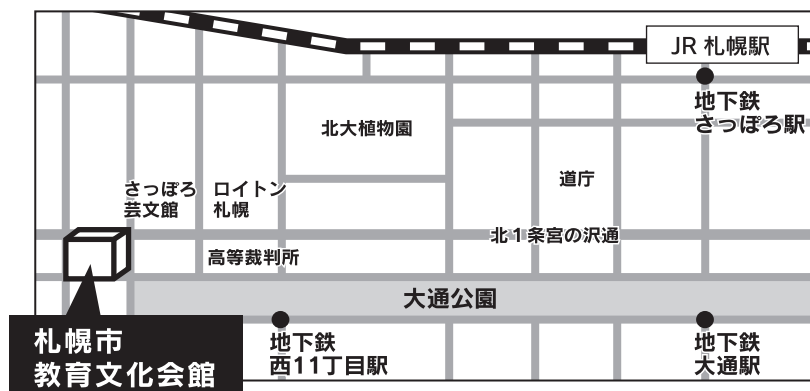 JR 札幌駅
地下鉄
さっぽろ駅
北大植物園
道庁
さっぽろ
芸文館
ロイトン
札幌
北1条宮の沢通
高等裁判所
大通公園
札幌市
教育文化会館
地下鉄
西11丁目駅
地下鉄
大通駅